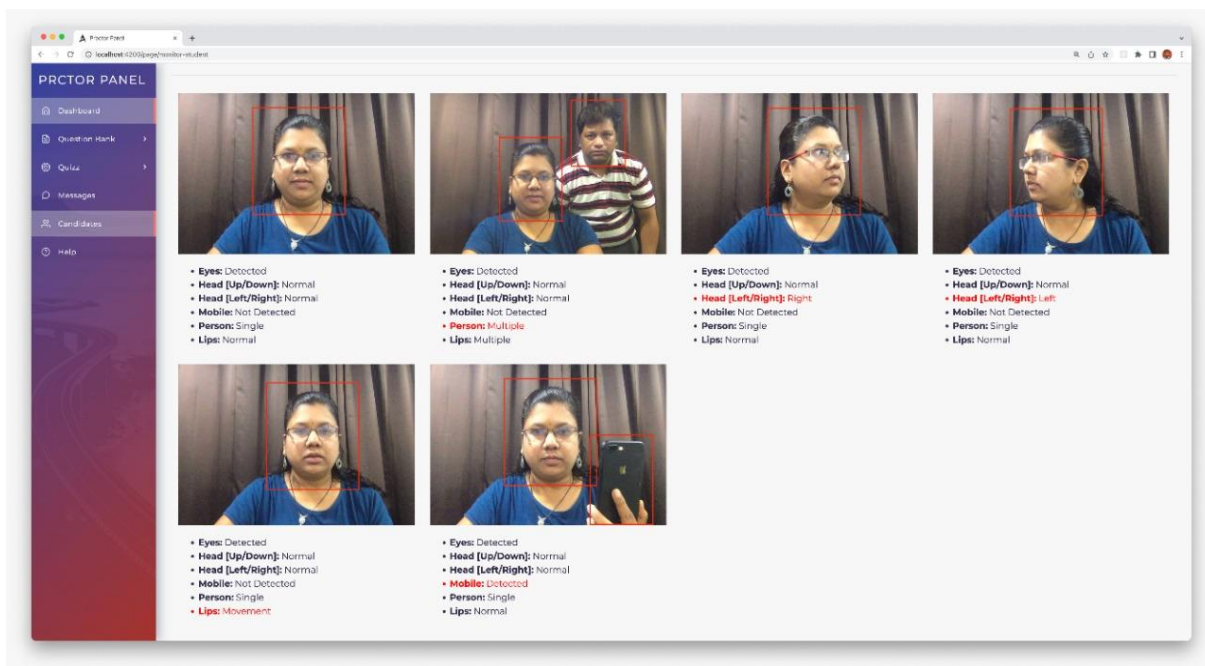 Proctor Panel
localhost:4200/page/monitor-student
PRCTOR PANEL
Dashboard
Question Bank
Quizz
Messages
Candidates
Help
• Eyes: Detected
• Head [Up/Down]: Normal
• Head [Left/Right]: Normal
• Mobile: Not Detected
• Person: Single
• Lips: Normal
• Eyes: Detected
• Head [Up/Down]: Normal
• Head [Left/Right]: Normal
• Mobile: Not Detected
• Person: Multiple
• Lips: Multiple
• Eyes: Detected
• Head [Up/Down]: Normal
• Head [Left/Right]: Right
• Mobile: Not Detected
• Person: Single
• Lips: Normal
• Eyes: Detected
• Head [Up/Down]: Normal
• Head [Left/Right]: Left
• Mobile: Not Detected
• Person: Single
• Lips: Normal
• Eyes: Detected
• Head [Up/Down]: Normal
• Head [Left/Right]: Normal
• Mobile: Not Detected
• Person: Single
• Lips: Movement
• Eyes: Detected
• Head [Up/Down]: Normal
• Head [Left/Right]: Normal
• Mobile: Detected
• Person: Single
• Lips: Normal